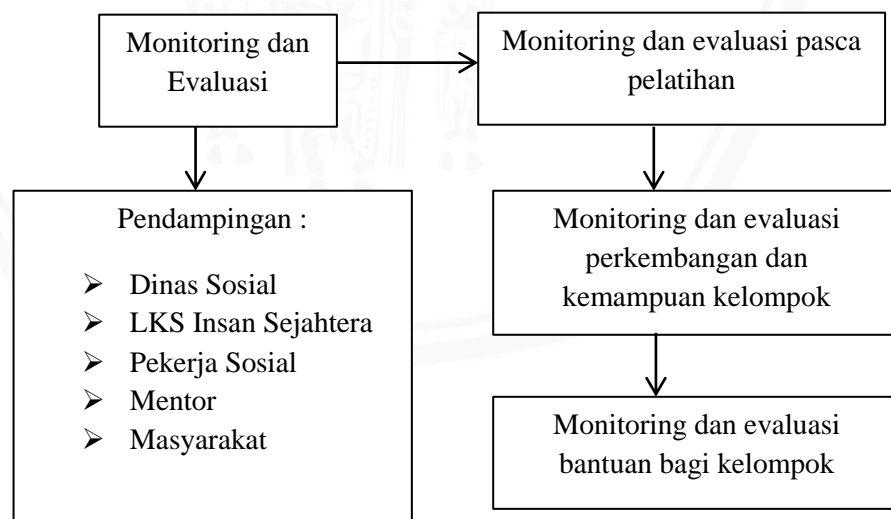 Monitoring dan
Evaluasi
Monitoring dan evaluasi pasca
pelatihan
Pendampingan :
➢ Dinas Sosial
➢ LKS Insan Sejahtera
➢ Pekerja Sosial
➢ Mentor
➢ Masyarakat
Monitoring dan evaluasi
perkembangan dan
kemampuan kelompok
Monitoring dan evaluasi
bantuan bagi kelompok